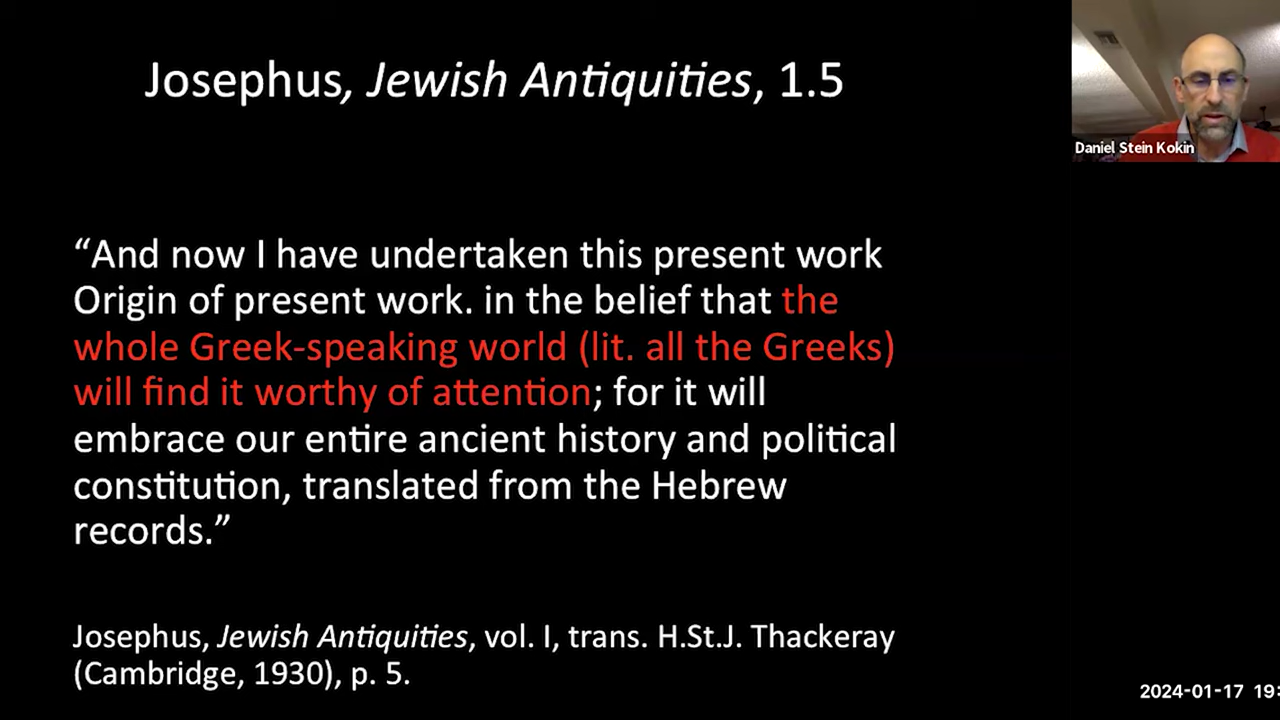 Josephus, Jewish Antiquities, 1.5
Daniel Stein Kokin
“And now I have undertaken this present work
Origin of present work. in the belief that the
whole Greek-speaking world (lit. all the Greeks)
will find it worthy of attention; for it will
embrace our entire ancient history and political
constitution, translated from the Hebrew
records.”
Josephus, Jewish Antiquities, vol. I, trans. H.St.J. Thackeray
(Cambridge, 1930), p. 5.
2024-01-17 19: